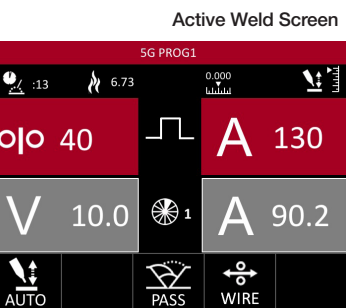 Active Weld Screen
5G PROG1
:13 6.73 0.000
40 A 130
V 10.0 1 A 90.2
AUTO PASS WIRE